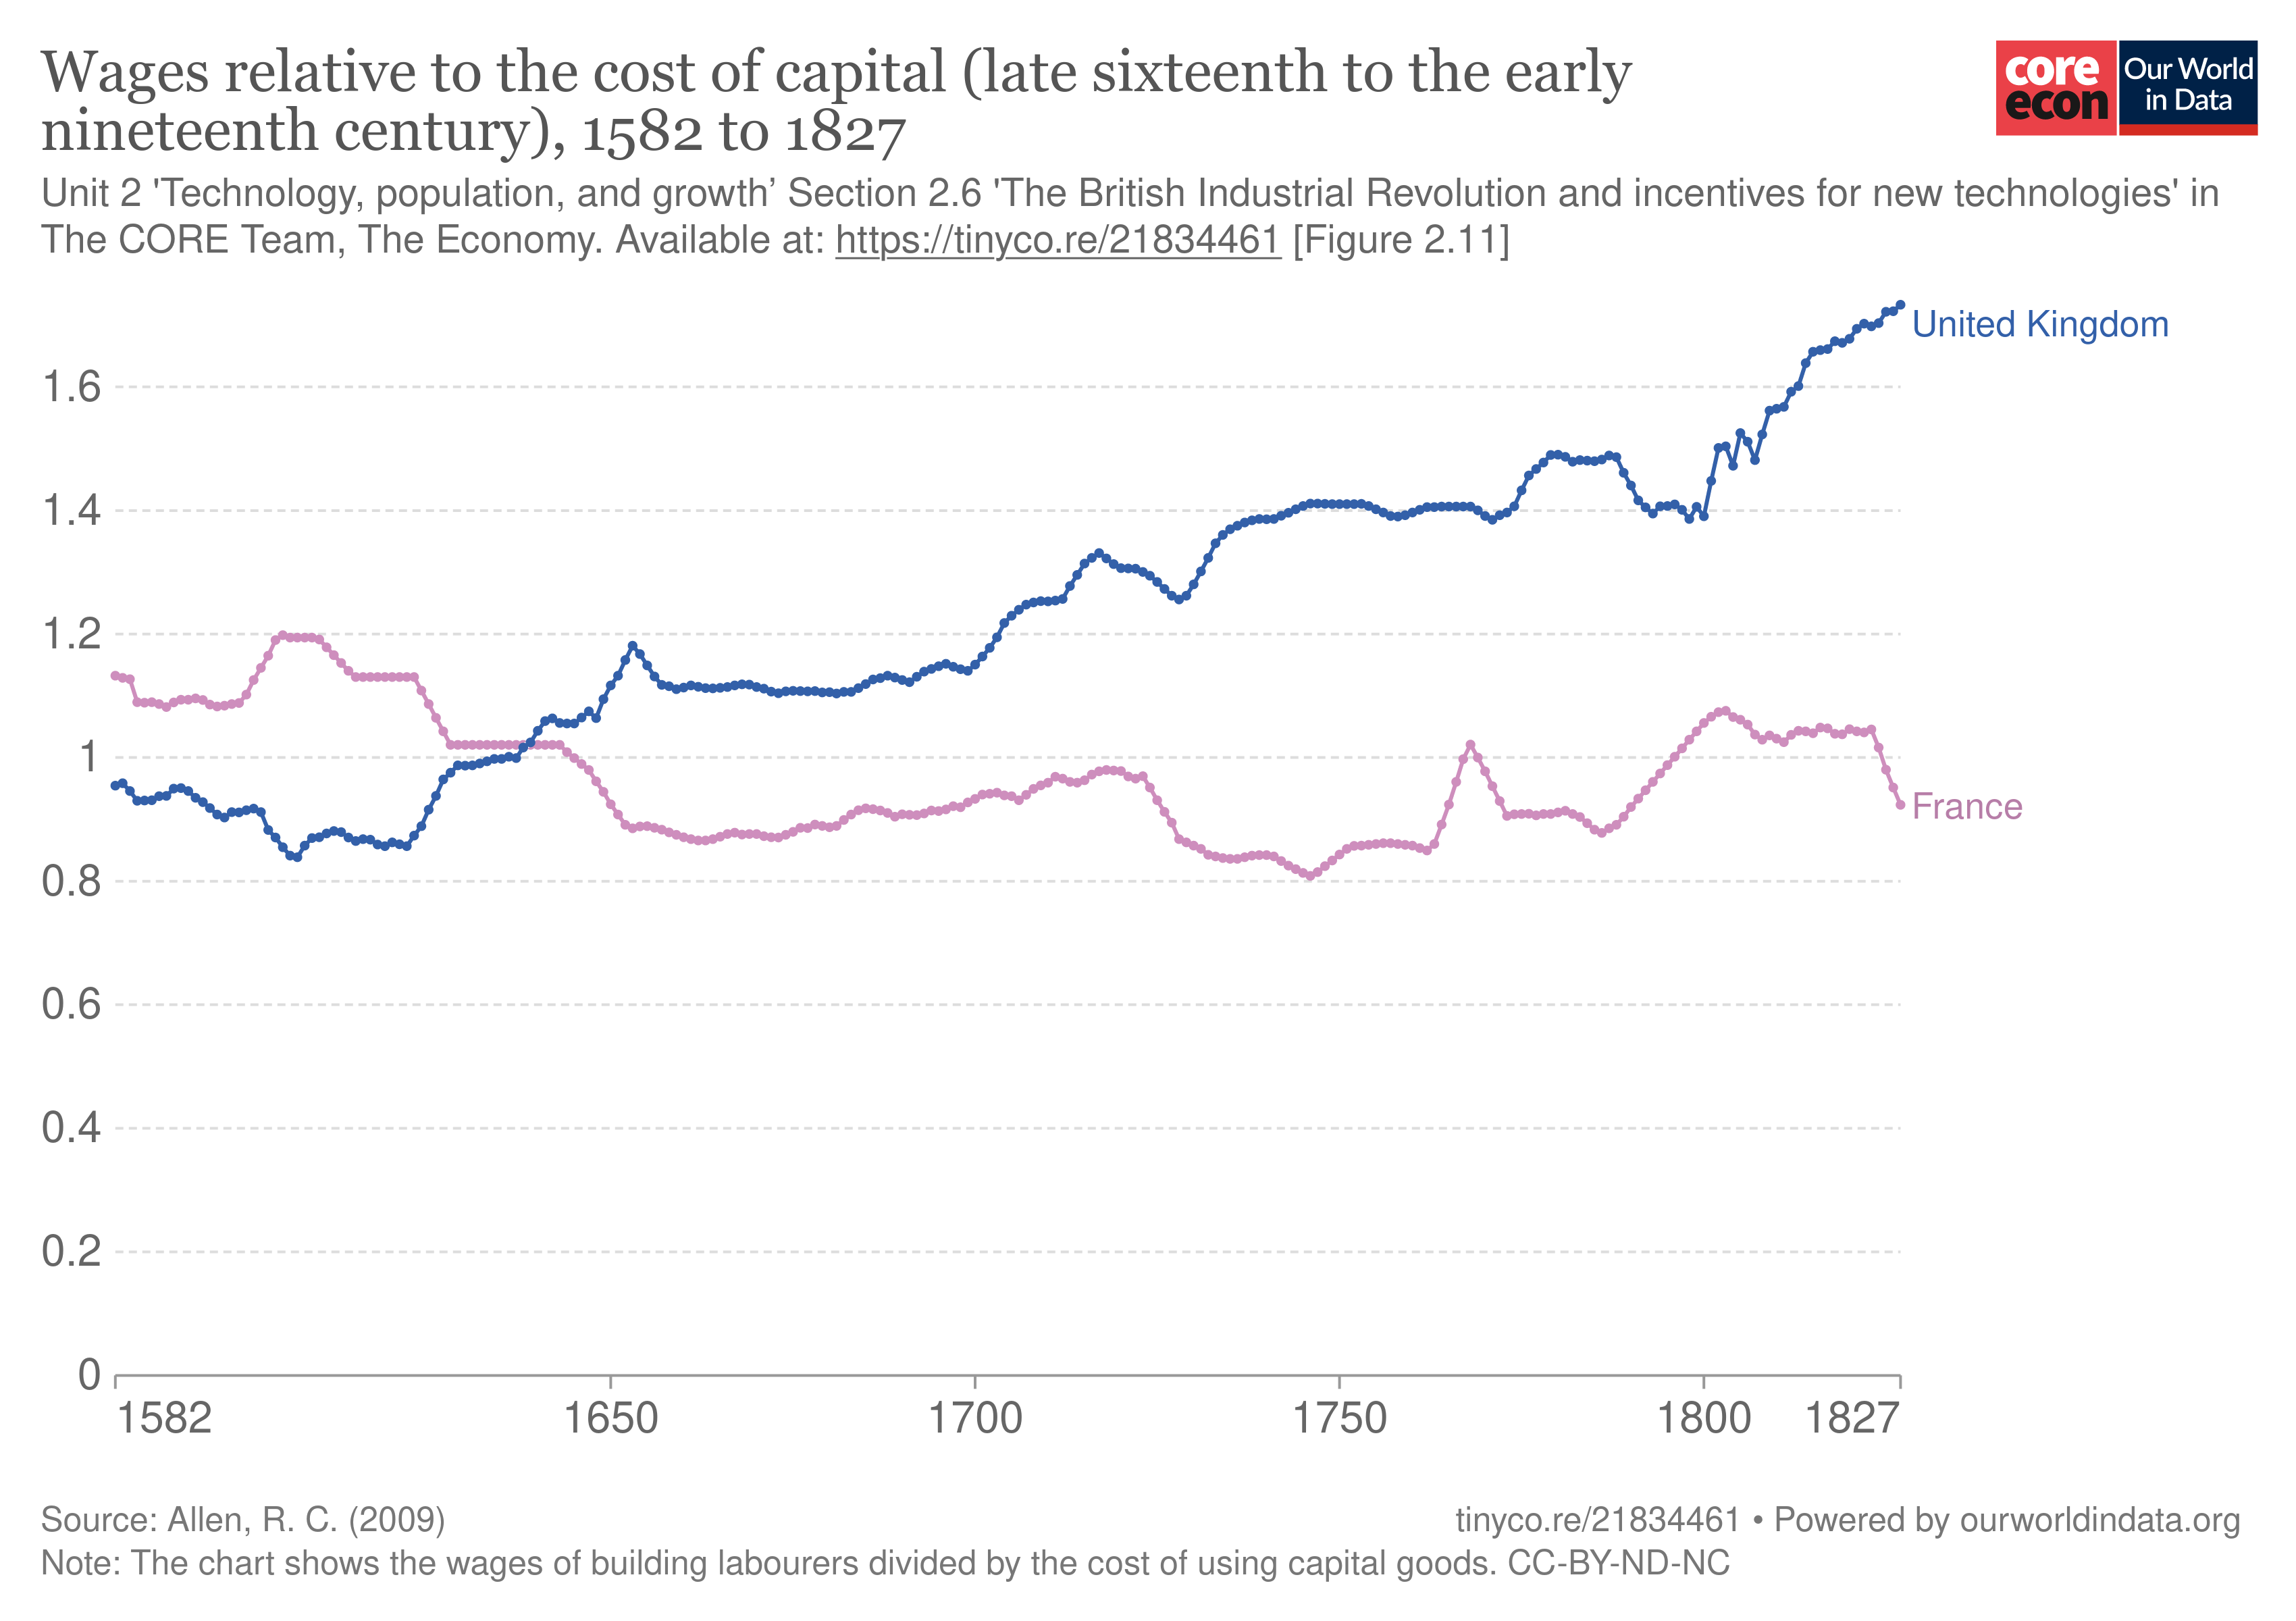 Wages relative to the cost of capital (late sixteenth to the early
nineteenth century), 1582 to 1827
core
econ
Our World
in Data
Unit 2 'Technology, population, and growth’ Section 2.6 'The British Industrial Revolution and incentives for new technologies' in
The CORE Team, The Economy. Available at: https://tinyco.re/21834461 [Figure 2.11]
United Kingdom
1.6
1.4
1.2
1
France
0.8
0.6
0.4
0.2
0
1582 1650 1700 1750 1800 1827
Source: Allen, R. C. (2009)
tinyco.re/21834461 • Powered by ourworldindata.org
Note: The chart shows the wages of building labourers divided by the cost of using capital goods. CC-BY-ND-NC